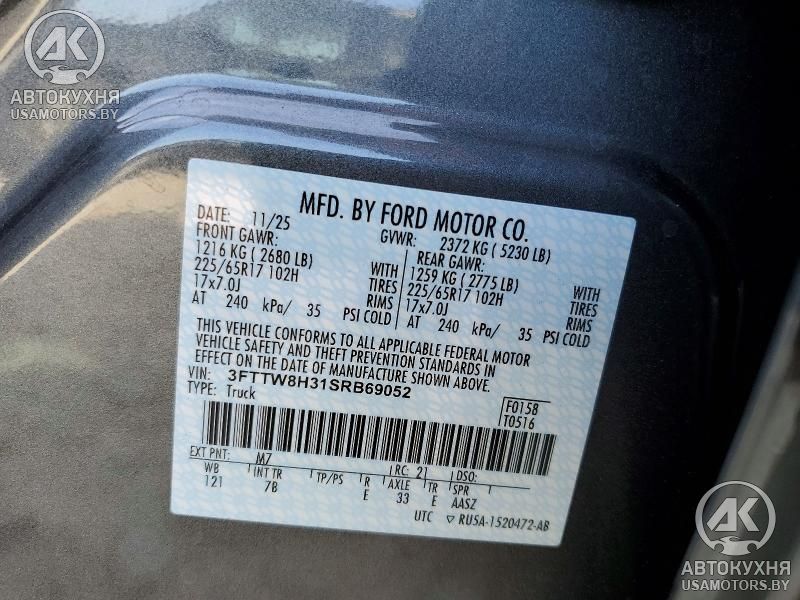 AK
АВТОКУХНЯ
USAMOTORS.BY
MFD. BY FORD MOTOR CO.
DATE: 11/25 GVWR: 2372 KG ( 5230 LB)
FRONT GAWR: REAR GAWR:
1216 KG ( 2680 LB) WITH 1259 KG ( 2775 LB) WITH
225/65R17 102H TIRES 225/65R17 102H TIRES
17x7.0J RIMS 17x7.0J RIMS
AT 240 kPa/ 35 PSI COLD AT 240 kPa/ 35 PSI COLD
THIS VEHICLE CONFORMS TO ALL APPLICABLE FEDERAL MOTOR
VEHICLE SAFETY AND THEFT PREVENTION STANDARDS IN
EFFECT ON THE DATE OF MANUFACTURE SHOWN ABOVE.
VIN: 3FTTW8H31SRB69052
TYPE: Truck
F0158
T0516
EXT PNT: M7 RC: 21 DSO:
WB INT TR TP/PS R AXLE TR SPR
121 7B E 33 E AASZ
UTC ▽ RU5A-1520472-AB
AK
АВТОКУХНЯ
USAMOTORS.BY